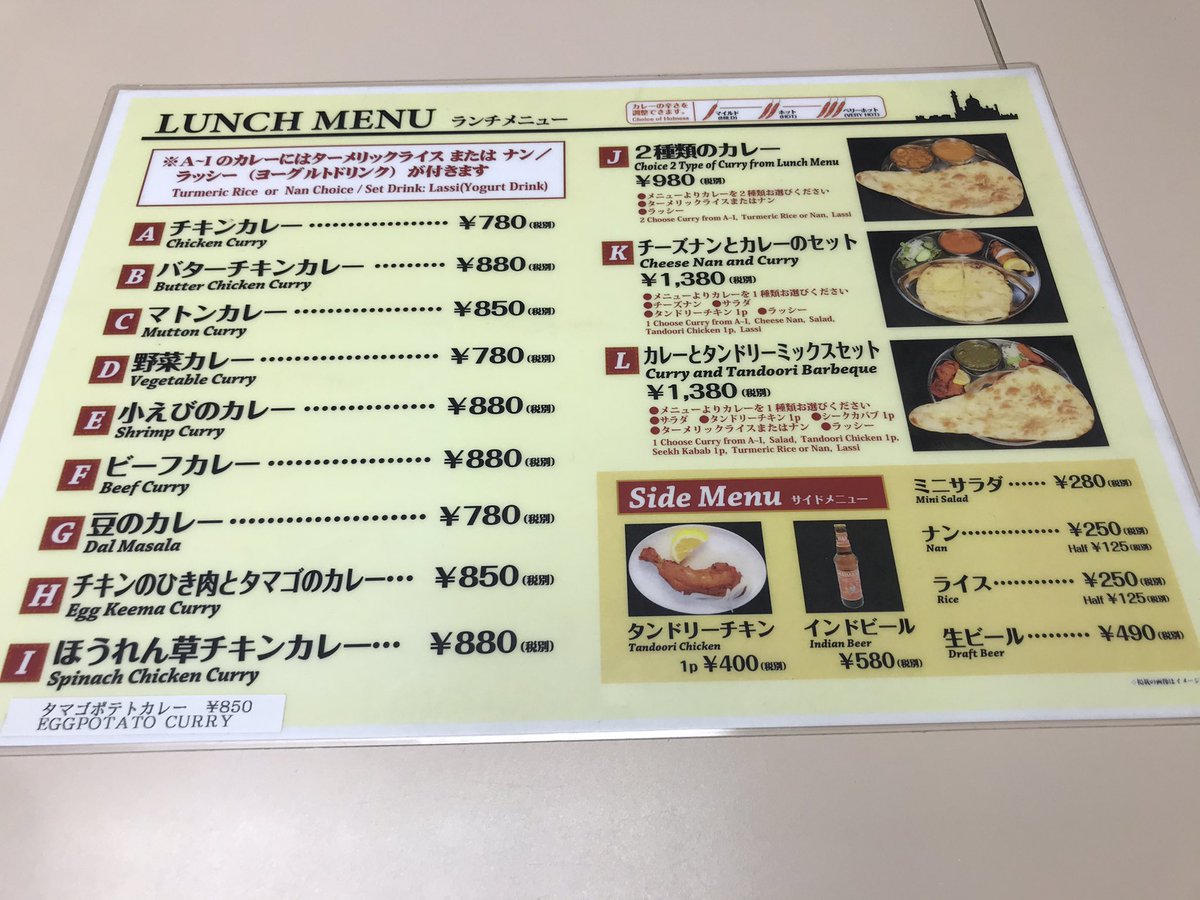 LUNCH MENU ランチメニュー
カレーの辛さを
調整できます。
Choice of Hotness
マイルド
(MILD)
ホット
(HOT)
ベリーホット
(VERY HOT)
※A-I のカレーにはターメリックライス または ナン／
ラッシー（ヨーグルトドリンク）が付きます
Turmeric Rice or Nan Choice / Set Drink: Lassi(Yogurt Drink)
A チキンカレー ¥780(税別)
Chicken Curry
B バターチキンカレー ¥880(税別)
Butter Chicken Curry
C マトンカレー ¥850(税別)
Mutton Curry
D 野菜カレー ¥780(税別)
Vegetable Curry
E 小えびのカレー ¥880(税別)
Shrimp Curry
F ビーフカレー ¥880(税別)
Beef Curry
G 豆のカレー ¥780(税別)
Dal Masala
H チキンのひき肉とタマゴのカレー ¥850(税別)
Egg Keema Curry
I ほうれん草チキンカレー ¥880(税別)
Spinach Chicken Curry
タマゴポテトカレー ¥850
EGGPOTATO CURRY
J 2種類のカレー
Choice 2 Type of Curry from Lunch Menu
¥980(税別)
●メニューよりカレーを2種類お選びください
●ターメリックライスまたはナン
●ラッシー
2 Choose Curry from A-I, Turmeric Rice or Nan, Lassi
K チーズナンとカレーのセット
Cheese Nan and Curry
¥1,380(税別)
●メニューよりカレーを1種類お選びください
●チーズナン ●サラダ
●タンドリーチキン1p ●ラッシー
1 Choose Curry from A-I, Cheese Nan, Salad,
Tandoori Chicken 1p, Lassi
L カレーとタンドリーミックスセット
Curry and Tandoori Barbeque
¥1,380(税別)
●メニューよりカレーを1種類お選びください
●サラダ ●タンドリーチキン1p ●シークカバブ1p
●ターメリックライスまたはナン ●ラッシー
1 Choose Curry from A-I, Salad, Tandoori Chicken 1p,
Seekh Kabab 1p, Turmeric Rice or Nan, Lassi
Side Menu サイドメニュー
タンドリーチキン
Tandoori Chicken
1p ¥400(税別)
インドビール
Indian Beer
¥580(税別)
ミニサラダ ¥280(税別)
Mini Salad
ナン ¥250(税別)
Nan Half ¥125(税別)
ライス ¥250(税別)
Rice Half ¥125(税別)
生ビール ¥490(税別)
Draft Beer
の画像はイメージ